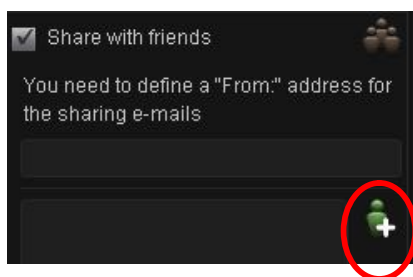 Share with friends
You need to define a "From:" address for
the sharing e-mails